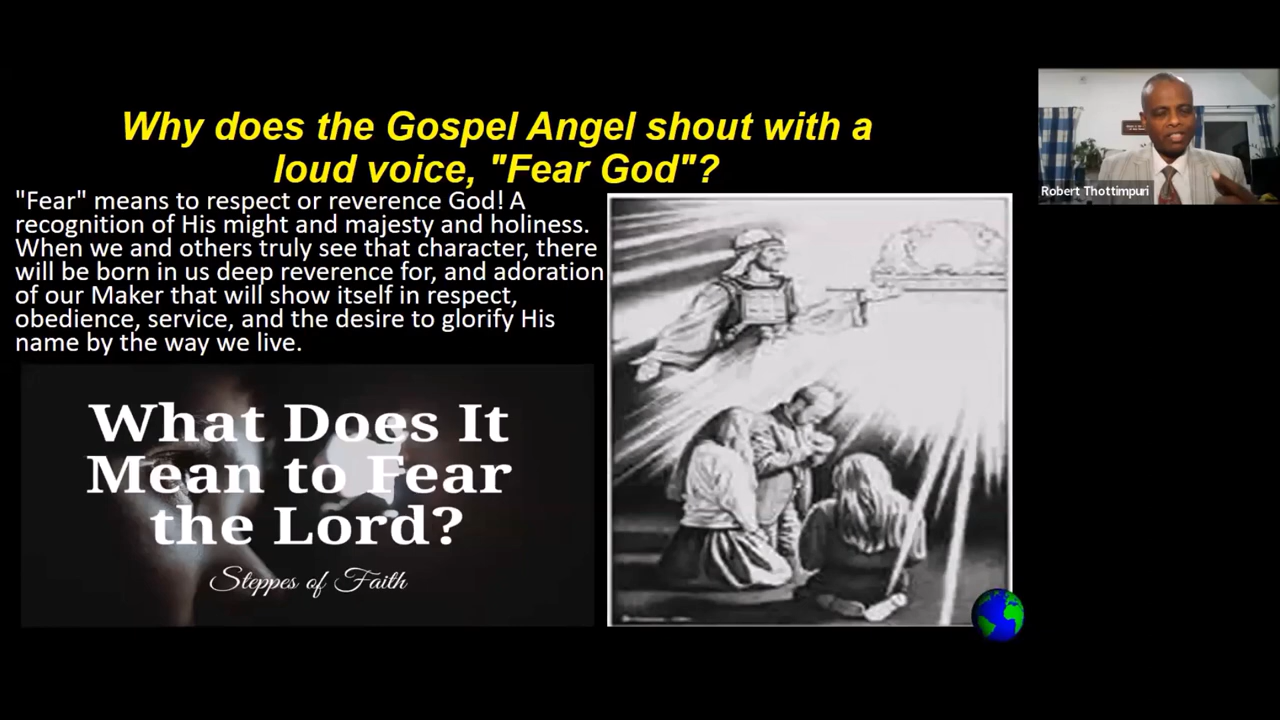 Why does the Gospel Angel shout with a
loud voice, "Fear God"?
"Fear" means to respect or reverence God! A
recognition of His might and majesty and holiness.
When we and others truly see that character, there
will be born in us deep reverence for, and adoration
of our Maker that will show itself in respect,
obedience, service, and the desire to glorify His
name by the way we live.
What Does It
Mean to Fear
the Lord?
Steppes of Faith
Robert Thottimpuri